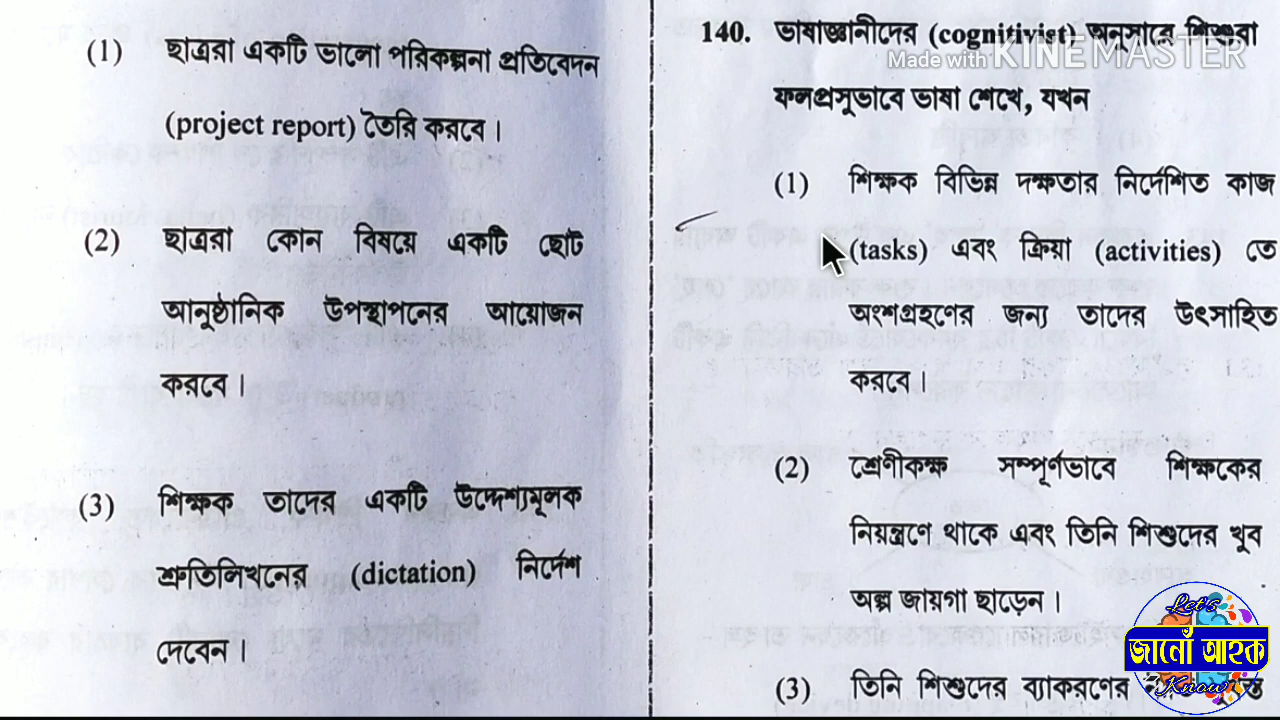 (1) ছাত্ররা একটি ভালো পরিকল্পনা প্রতিবেদন
(project report) তৈরি করবে।
(2) ছাত্ররা কোন বিষয়ে একটি ছোট
আনুষ্ঠানিক উপস্থাপনের আয়োজন
করবে।
(3) শিক্ষক তাদের একটি উদ্দেশ্যমূলক
শ্রুতিলিখনের (dictation) নির্দেশ
দেবেন।
140. ভাষাজ্ঞানীদের (cognitivist) অনুসারে শিশুরা
Made with KINEMASTER
ফলপ্রসুভাবে ভাষা শেখে, যখন
(1) শিক্ষক বিভিন্ন দক্ষতার নির্দেশিত কাজ
(tasks) এবং ক্রিয়া (activities) তে
অংশগ্রহণের জন্য তাদের উৎসাহিত
করবে।
(2) শ্রেণীকক্ষ সম্পূর্ণভাবে শিক্ষকের
নিয়ন্ত্রণে থাকে এবং তিনি শিশুদের খুব
অল্প জায়গা ছাড়েন।
(3) তিনি শিশুদের ব্যাকরণের
Let's
জানোঁ আহক
Know